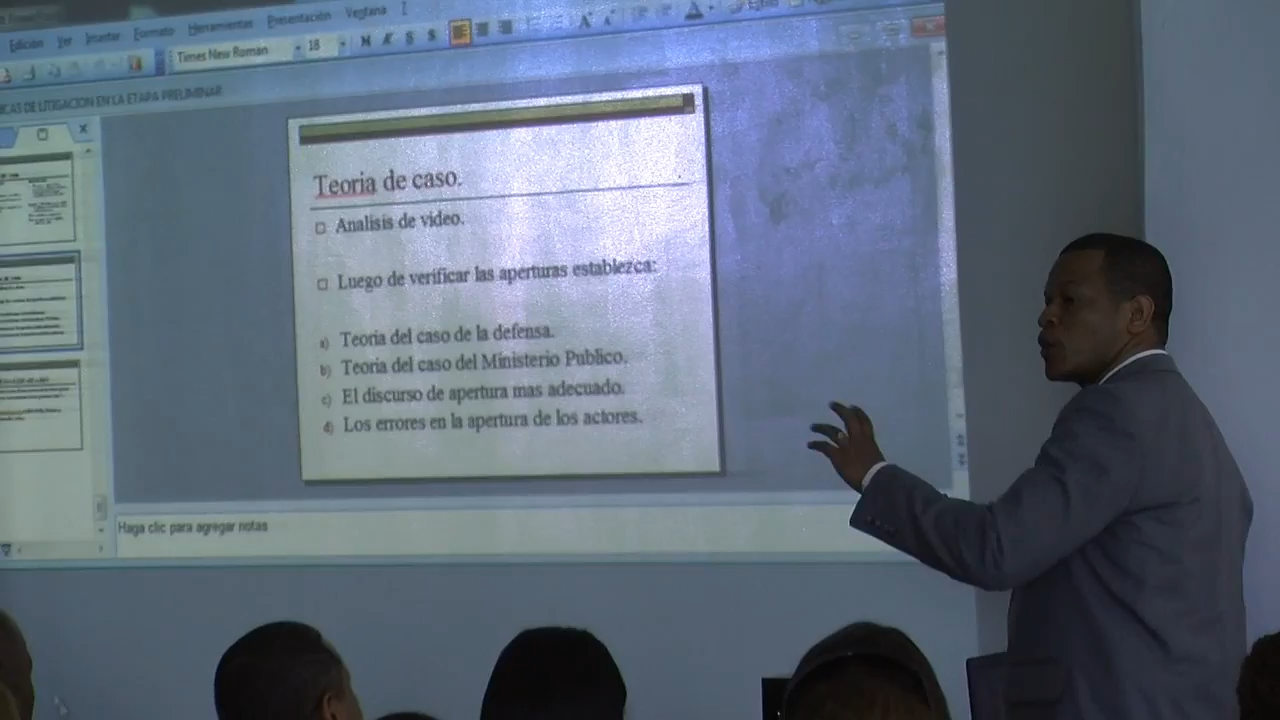 Edición Ver Insertar Formato Herramientas Presentación Ventana
Times New Roman 18
N K S S
ICAS DE LITIGACION EN LA ETAPA PRELIMINAR
Teoria de caso.
Analisis de video.
Luego de verificar las aperturas establezca:
a) Teoria del caso de la defensa.
b) Teoria del caso del Ministerio Publico.
c) El discurso de apertura mas adecuado.
d) Los errores en la apertura de los actores.
Haga clic para agregar notas